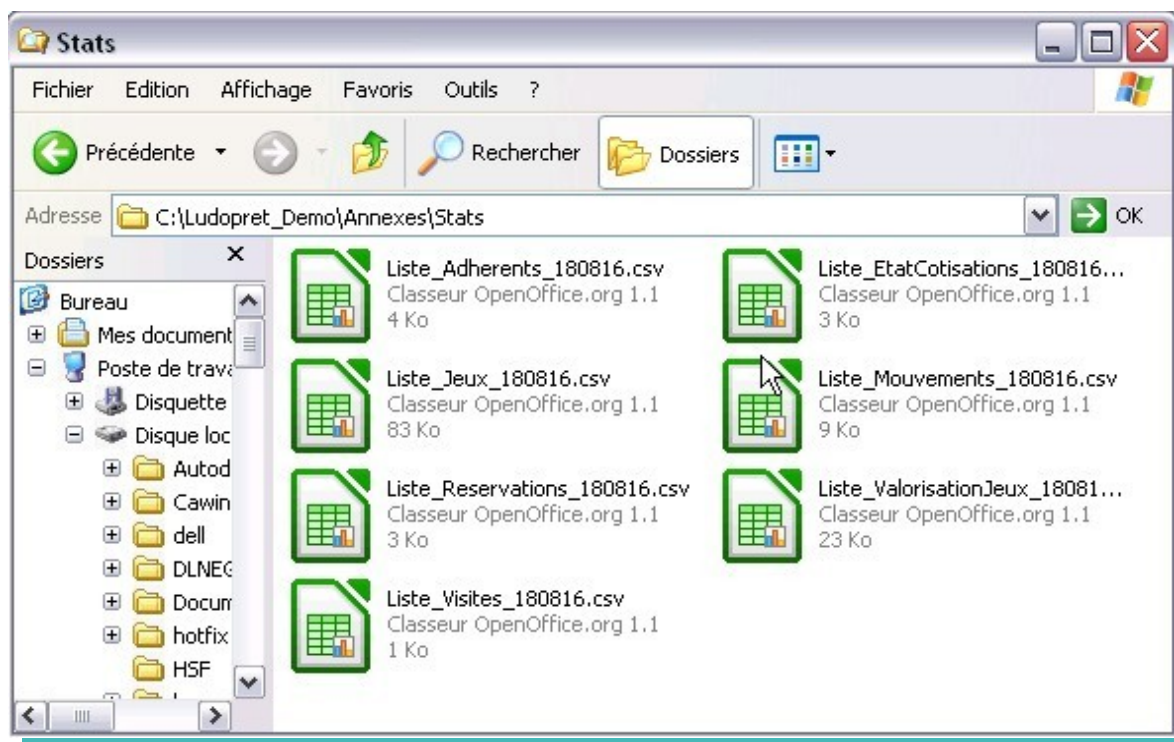 Stats
Fichier Edition Affichage Favoris Outils ?
Précédente Rechercher Dossiers
Adresse C:\Ludopret_Demo\Annexes\Stats OK
Dossiers
Bureau
Mes document
Poste de trava
Disquette
Disque loc
Autod
Cawin
dell
DLNEG
Docum
hotfix
HSF
Liste_Adherents_180816.csv
Classeur OpenOffice.org 1.1
4 Ko
Liste_EtatCotisations_180816...
Classeur OpenOffice.org 1.1
3 Ko
Liste_Jeux_180816.csv
Classeur OpenOffice.org 1.1
83 Ko
Liste_Mouvements_180816.csv
Classeur OpenOffice.org 1.1
9 Ko
Liste_Reservations_180816.csv
Classeur OpenOffice.org 1.1
3 Ko
Liste_ValorisationJeux_18081...
Classeur OpenOffice.org 1.1
23 Ko
Liste_Visites_180816.csv
Classeur OpenOffice.org 1.1
1 Ko